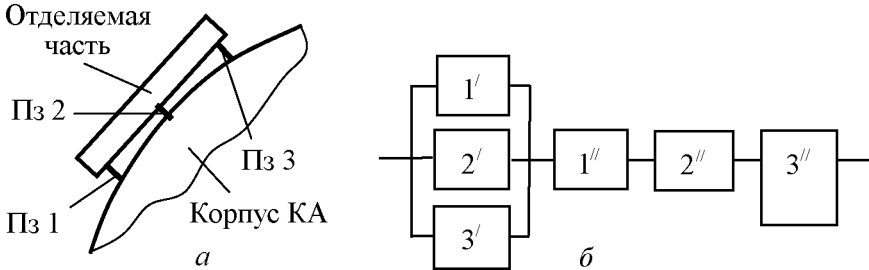 Отделяемая
часть
Пз 2
Пз 3
Пз 1
Корпус КА
а
1/
2/
3/
1//
2//
3//
б